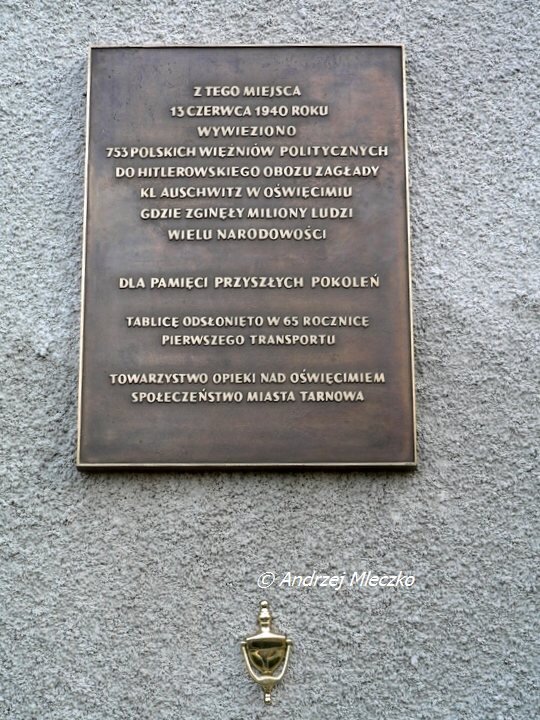 Z TEGO MIEJSCA
13 CZERWCA 1940 ROKU
WYWIEZIONO
753 POLSKICH WIĘŹNIÓW POLITYCZNYCH
DO HITLEROWSKIEGO OBOZU ZAGŁADY
KL AUSCHWITZ W OŚWIĘCIMIU
GDZIE ZGINĘŁY MILIONY LUDZI
WIELU NARODOWOŚCI
DLA PAMIĘCI PRZYSZŁYCH POKOLEŃ
TABLICĘ ODSŁONIĘTO W 65 ROCZNICĘ
PIERWSZEGO TRANSPORTU
TOWARZYSTWO OPIEKI NAD OŚWIĘCIMIEM
SPOŁECZEŃSTWO MIASTA TARNOWA
© Andrzej Mleczko